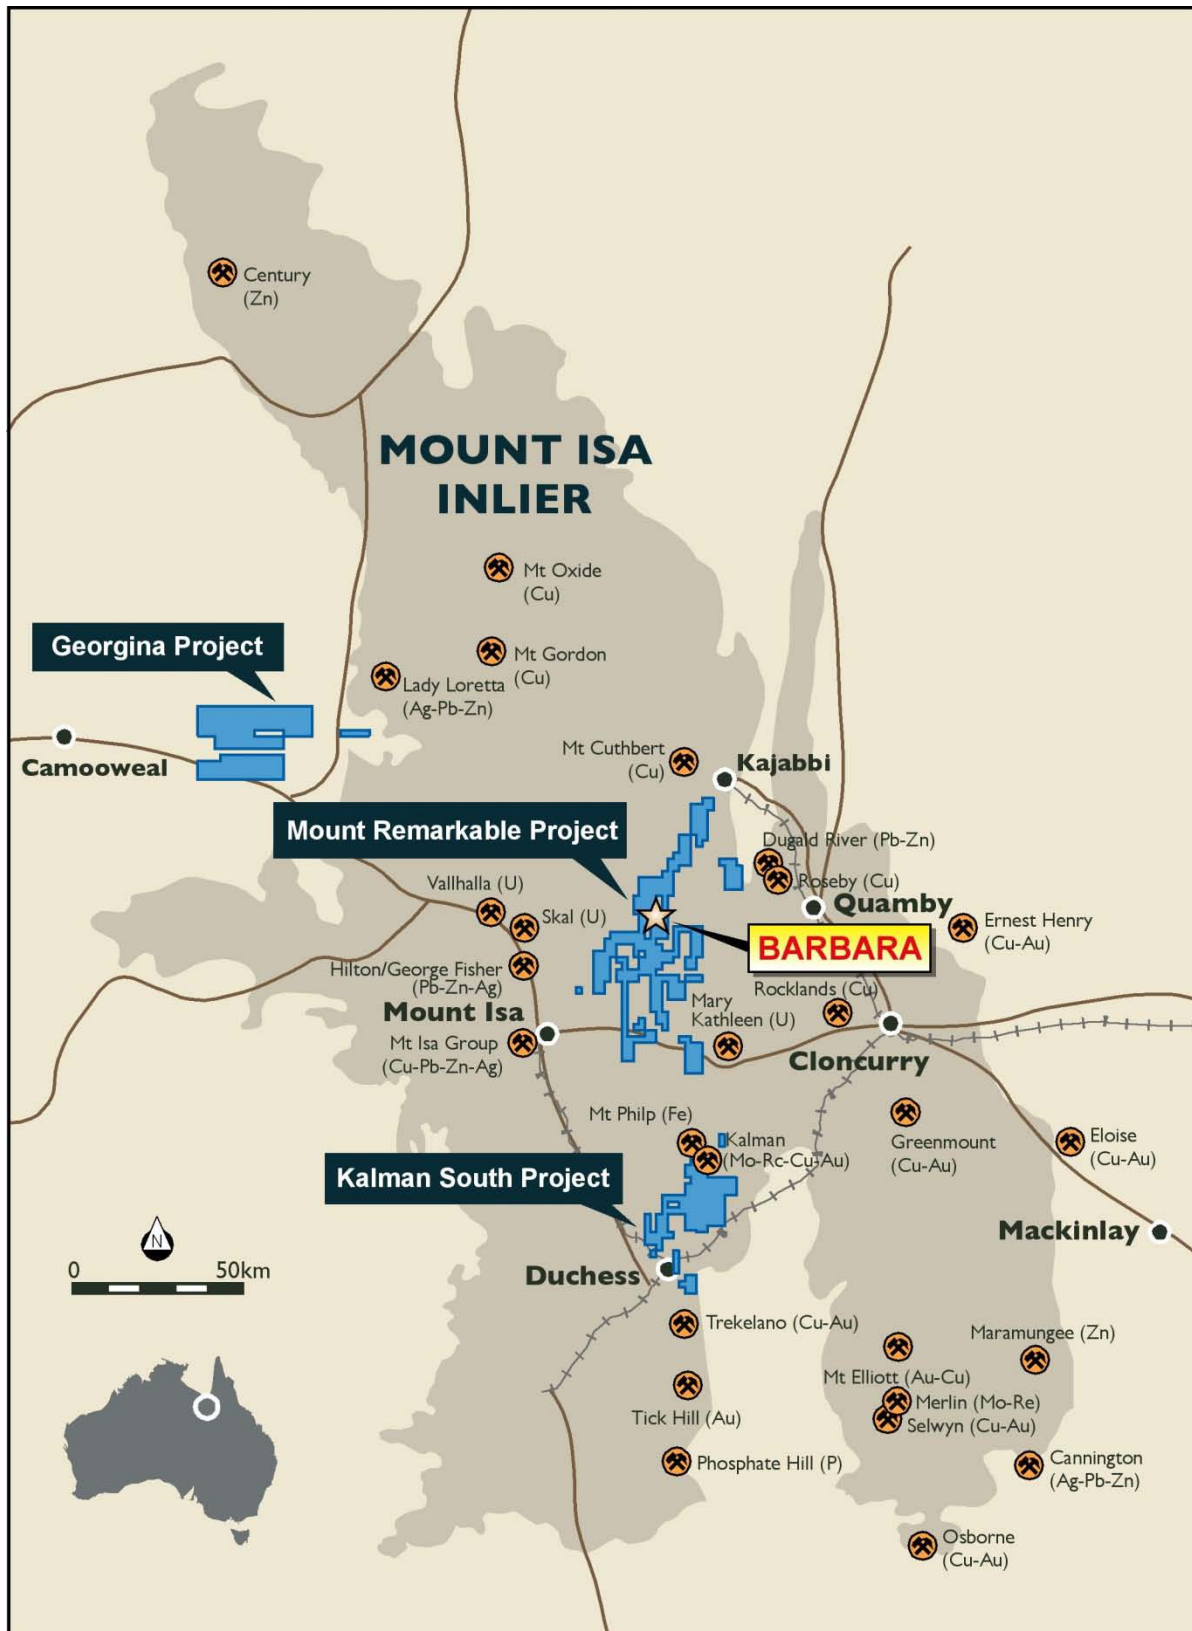 Century
(Zn)
MOUNT ISA
INLIER
Mt Oxide
(Cu)
Georgina Project
Mt Gordon
(Cu)
Lady Loretta
(Ag-Pb-Zn)
Camooweal
Mt Cuthbert
(Cu)
Kajabbi
Mount Remarkable Project
Dugald River (Pb-Zn)
Roseby (Cu)
Vallhalla (U)
Skal (U)
Quamby
Ernest Henry
(Cu-Au)
BARBARA
Hilton/George Fisher
(Pb-Zn-Ag)
Rocklands (Cu)
Mount Isa
Mary
Kathleen (U)
Mt Isa Group
(Cu-Pb-Zn-Ag)
Cloncurry
Mt Philp (Fe)
Kalman
(Mo-Rc-Cu-Au)
Greenmount
(Cu-Au)
Eloise
(Cu-Au)
Kalman South Project
Mackinlay
N
0 50km
Duchess
Trekelano (Cu-Au)
Maramungee (Zn)
Mt Elliott (Au-Cu)
Merlin (Mo-Re)
Selwyn (Cu-Au)
Tick Hill (Au)
Phosphate Hill (P)
Cannington
(Ag-Pb-Zn)
Osborne
(Cu-Au)